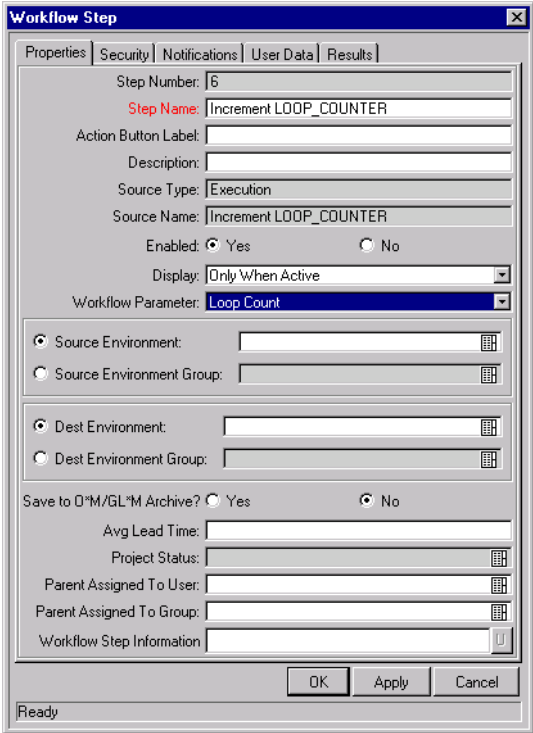 Workflow Step
Properties Security Notifications User Data Results
Step Number: 6
Step Name: Increment LOOP_COUNTER
Action Button Label:
Description:
Source Type: Execution
Source Name: Increment LOOP_COUNTER
Enabled: Yes No
Display: Only When Active
Workflow Parameter: Loop Count
Source Environment:
Source Environment Group:
Dest Environment:
Dest Environment Group:
Save to O*M/GL*M Archive? Yes No
Avg Lead Time:
Project Status:
Parent Assigned To User:
Parent Assigned To Group:
Workflow Step Information U
OK Apply Cancel
Ready